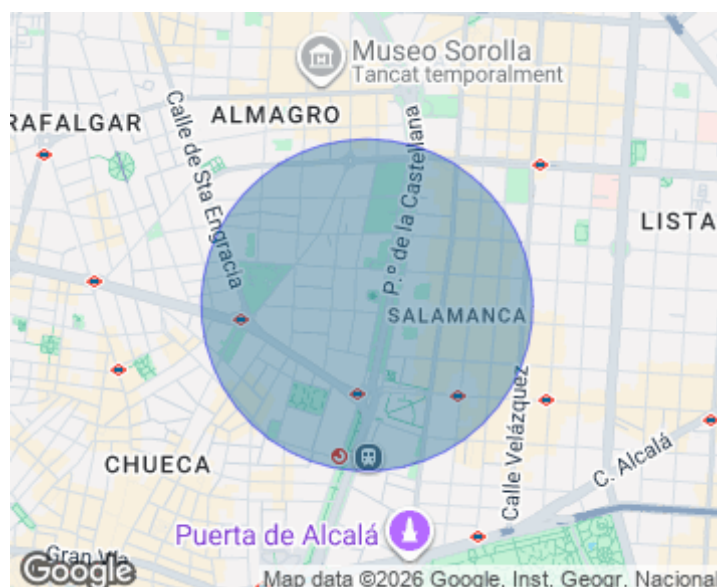 Museo Sorolla
Tancat temporalment
RAFALGAR
ALMAGRO
Calle de Sta Engracia
P.º de la Castellana
LISTA
SALAMANCA
Calle Velázquez
CHUECA
C. Alcalá
Puerta de Alcalá
Gran Vía
Google
Map data ©2026 Google, Inst. Geogr. Nacional